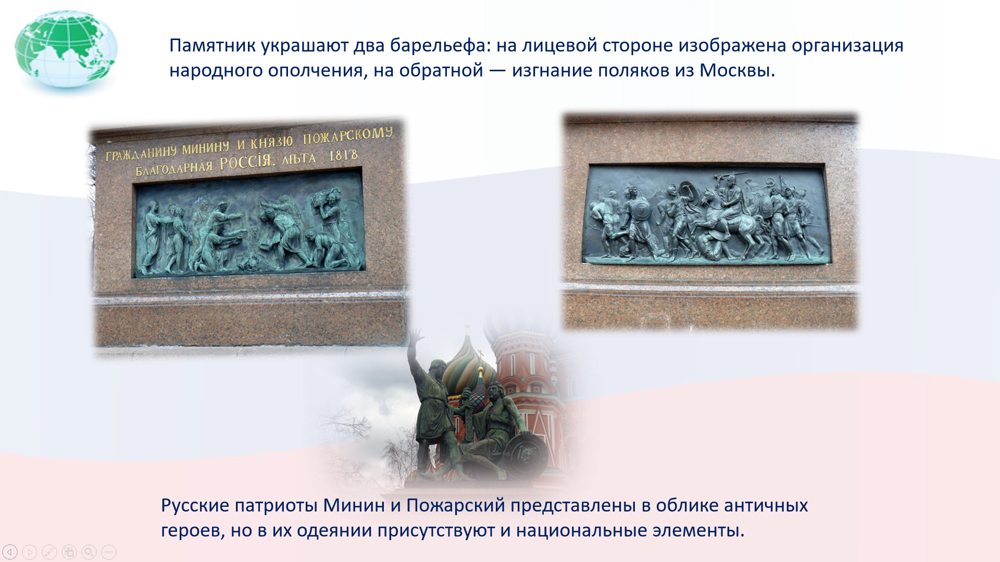 Памятник украшают два барельефа: на лицевой стороне изображена организация
народного ополчения, на обратной — изгнание поляков из Москвы.
ГРАЖДАНИНУ МИНИНУ И КНЯЗЮ ПОЖАРСКОМУ
БЛАГОДАРНАЯ РОССІЯ. ЛѢТА 1818
Русские патриоты Минин и Пожарский представлены в облике античных
героев, но в их одеянии присутствуют и национальные элементы.